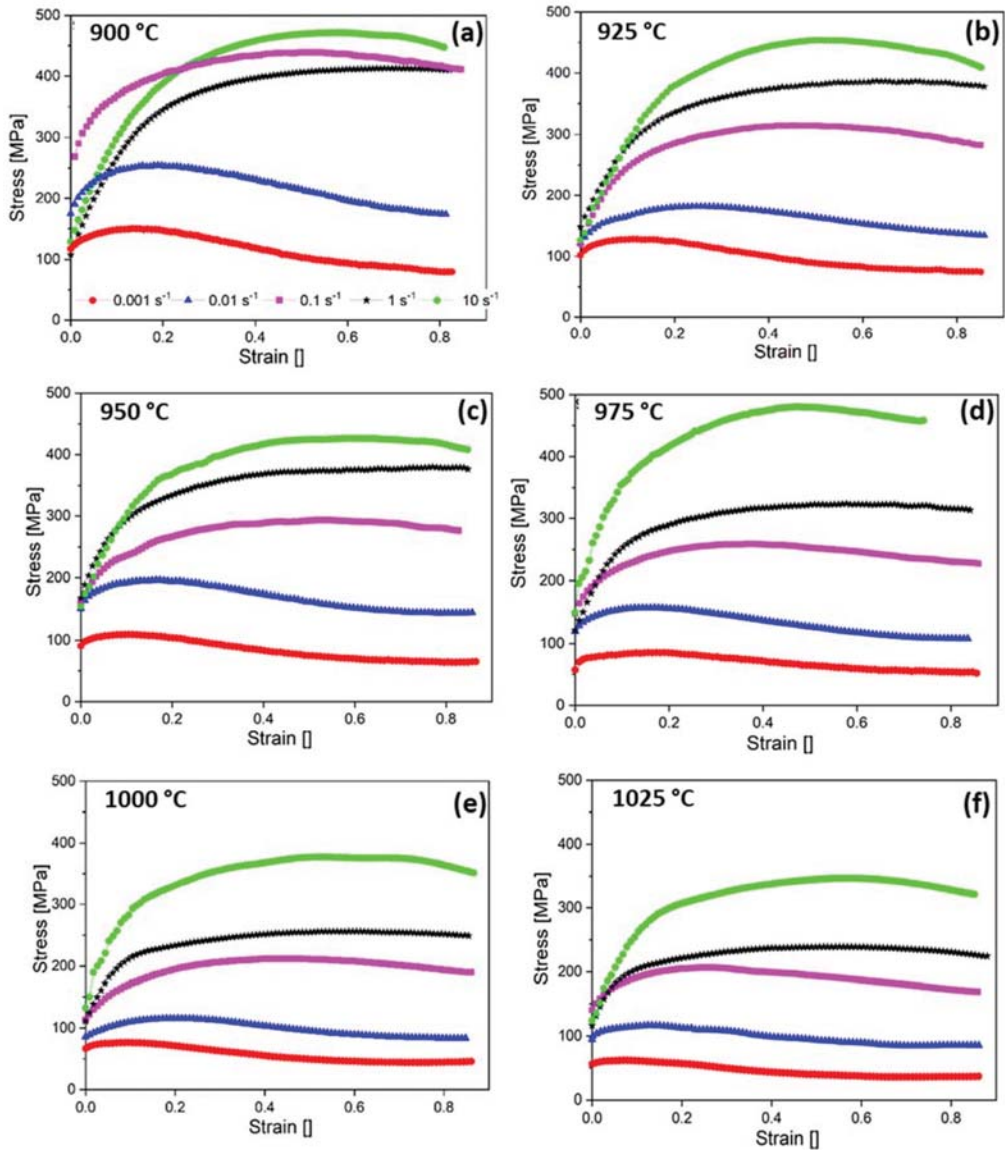 900 °C (a)
500
400
300
200
100
0
Stress [MPa]
0.001 s⁻¹ 0.01 s⁻¹ 0.1 s⁻¹ 1 s⁻¹ 10 s⁻¹
0.0 0.2 0.4 0.6 0.8
Strain []
925 °C (b)
500
400
300
200
100
0
Stress [MPa]
0.0 0.2 0.4 0.6 0.8
Strain []
950 °C (c)
500
400
300
200
100
0
Stress [MPa]
0.0 0.2 0.4 0.6 0.8
Strain []
975 °C (d)
500
400
300
200
100
0
Stress [MPa]
0.0 0.2 0.4 0.6 0.8
Strain []
1000 °C (e)
500
400
300
200
100
0
Stress [MPa]
0.0 0.2 0.4 0.6 0.8
Strain []
1025 °C (f)
500
400
300
200
100
0
Stress [MPa]
0.0 0.2 0.4 0.6 0.8
Strain []